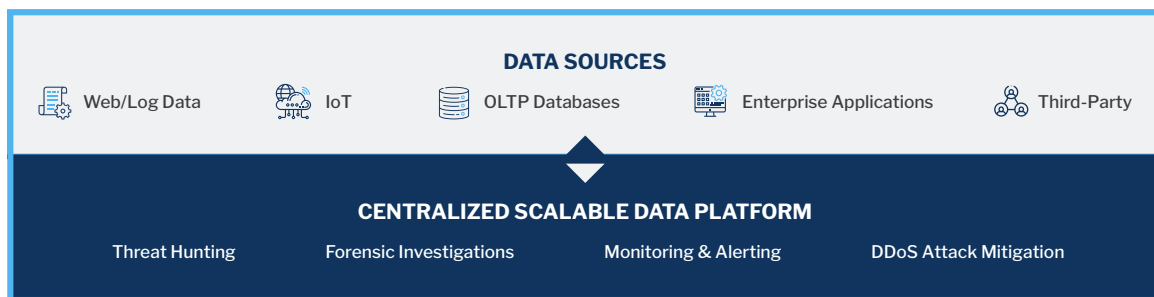 DATA SOURCES
Web/Log Data IoT OLTP Databases Enterprise Applications Third-Party
CENTRALIZED SCALABLE DATA PLATFORM
Threat Hunting Forensic Investigations Monitoring & Alerting DDoS Attack Mitigation